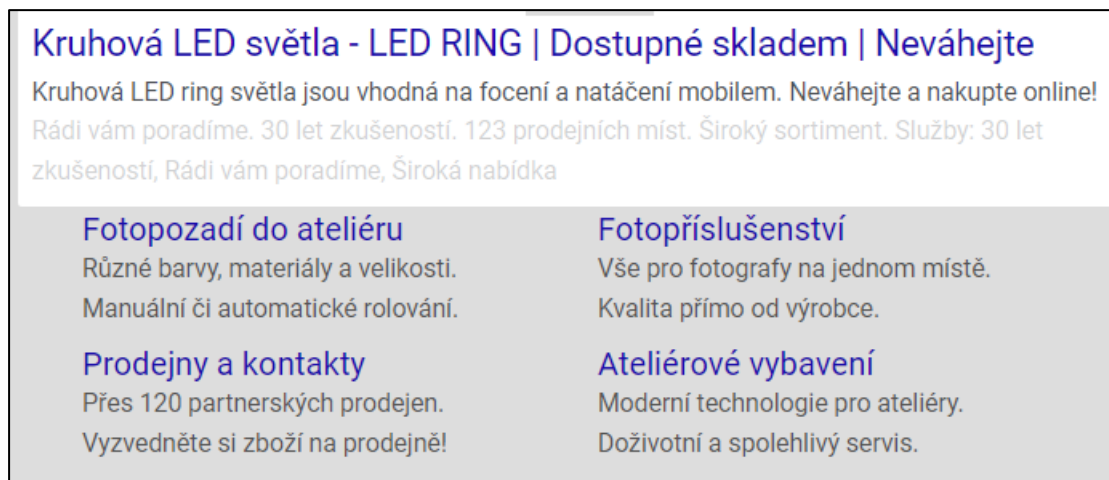 Kruhová LED světla - LED RING | Dostupné skladem | Neváhejte
Kruhová LED ring světla jsou vhodná na focení a natáčení mobilem. Neváhejte a nakupte online!
Rádi vám poradíme. 30 let zkušeností. 123 prodejních míst. Široký sortiment. Služby: 30 let
zkušeností, Rádi vám poradíme, Široká nabídka
Fotopozadí do ateliéru
Různé barvy, materiály a velikosti.
Manuální či automatické rolování.
Fotopříslušenství
Vše pro fotografy na jednom místě.
Kvalita přímo od výrobce.
Prodejny a kontakty
Přes 120 partnerských prodejen.
Vyzvedněte si zboží na prodejně!
Ateliérové vybavení
Moderní technologie pro ateliéry.
Doživotní a spolehlivý servis.